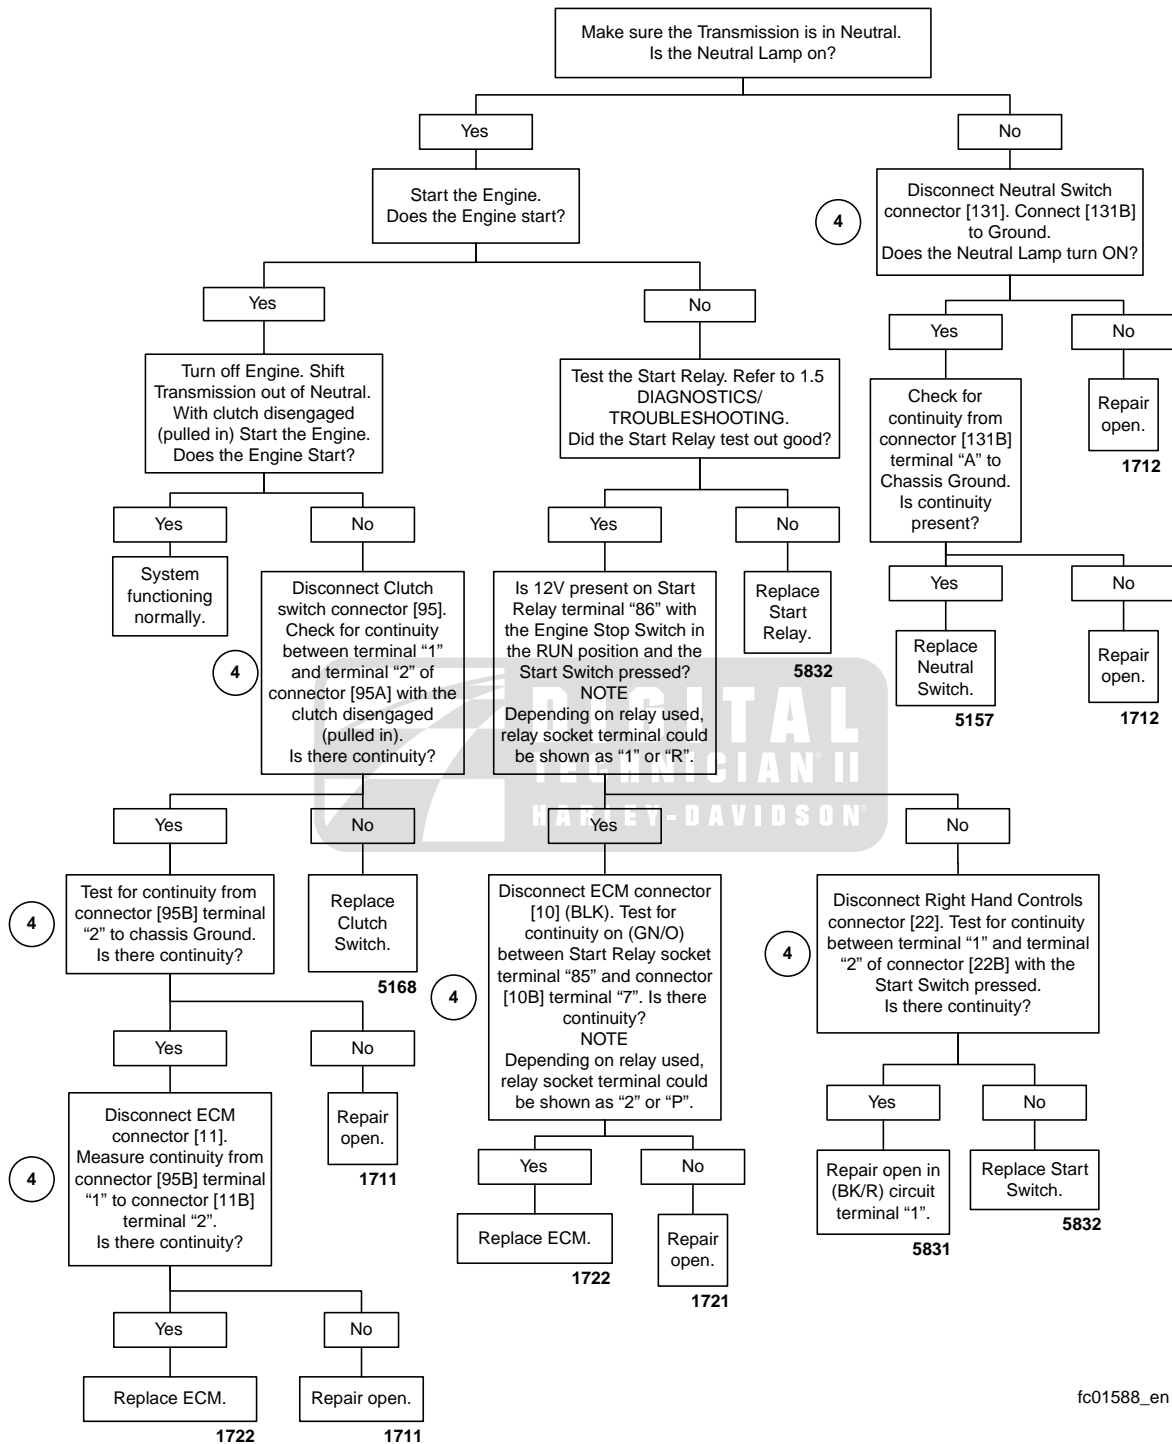 Make sure the Transmission is in Neutral.
Is the Neutral Lamp on?
Yes
No
Start the Engine.
Does the Engine start?
4
Disconnect Neutral Switch
connector [131]. Connect [131B]
to Ground.
Does the Neutral Lamp turn ON?
Yes
No
Yes
No
Turn off Engine. Shift
Transmission out of Neutral.
With clutch disengaged
(pulled in) Start the Engine.
Does the Engine Start?
Test the Start Relay. Refer to 1.5
DIAGNOSTICS/
TROUBLESHOOTING.
Did the Start Relay test out good?
Check for
continuity from
connector [131B]
terminal “A” to
Chassis Ground.
Is continuity
present?
Repair
open.
1712
Yes
No
Yes
No
Yes
No
System
functioning
normally.
4
Disconnect Clutch
switch connector [95].
Check for continuity
between terminal “1”
and terminal “2” of
connector [95A] with the
clutch disengaged
(pulled in).
Is there continuity?
Is 12V present on Start
Relay terminal “86” with
the Engine Stop Switch in
the RUN position and the
Start Switch pressed?
NOTE
Depending on relay used,
relay socket terminal could
be shown as “1” or “R”.
Replace
Start
Relay.
5832
Replace
Neutral
Switch.
5157
Repair
open.
1712
DIGITAL
TECHNICIAN® II
HARLEY-DAVIDSON®
Yes
No
Yes
No
4
Test for continuity from
connector [95B] terminal
“2” to chassis Ground.
Is there continuity?
Replace
Clutch
Switch.
5168
4
Disconnect ECM connector
[10] (BLK). Test for
continuity on (GN/O)
between Start Relay socket
terminal “85” and connector
[10B] terminal “7”. Is there
continuity?
NOTE
Depending on relay used,
relay socket terminal could
be shown as “2” or “P”.
4
Disconnect Right Hand Controls
connector [22]. Test for continuity
between terminal “1” and terminal
“2” of connector [22B] with the
Start Switch pressed.
Is there continuity?
Yes
No
Yes
No
Yes
No
4
Disconnect ECM
connector [11].
Measure continuity from
connector [95B] terminal
“1” to connector [11B]
terminal “2”.
Is there continuity?
Repair
open.
1711
Replace ECM.
1722
Repair
open.
1721
Repair open in
(BK/R) circuit
terminal “1”.
5831
Replace Start
Switch.
5832
Yes
No
Replace ECM.
1722
Repair open.
1711
fc01588_en